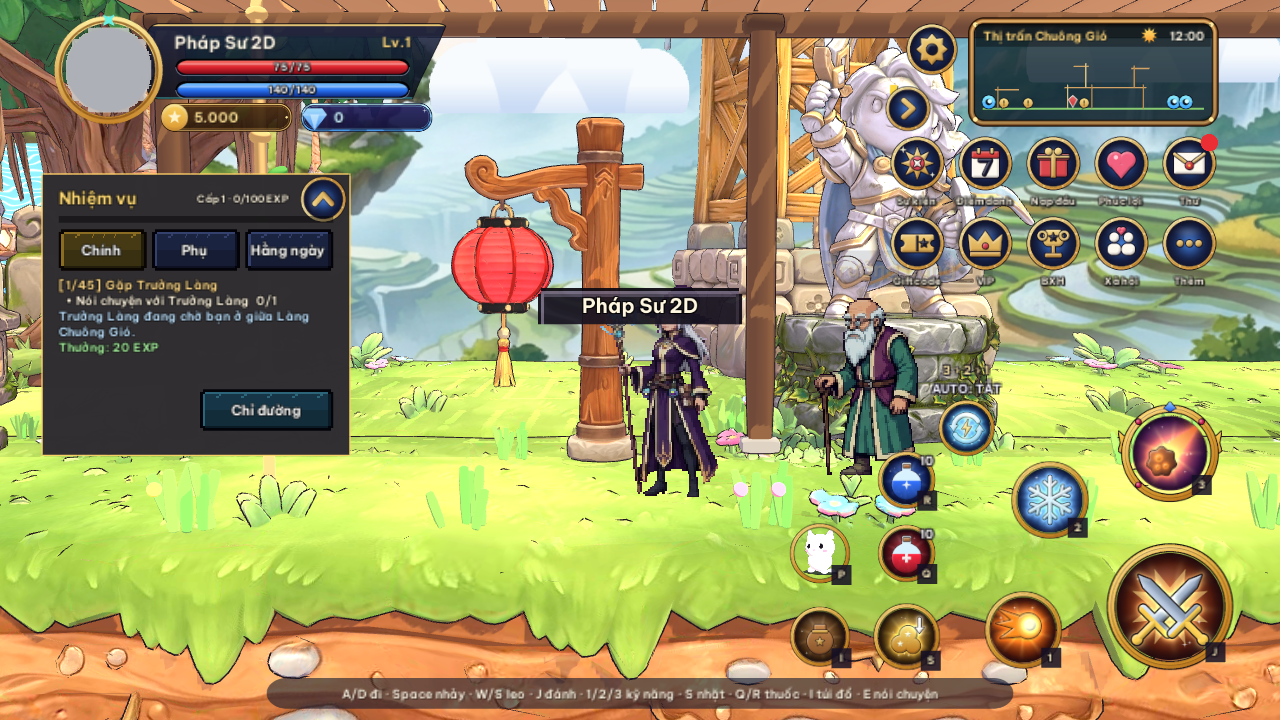 Pháp Sư 2D
Lv.1
75/75
140/140
5.000
0
Thị trấn Chuông Gió
12:00
Nhiệm vụ
Cấp 1 · 0/100 EXP
Chính
Phụ
Hằng ngày
[1/45] Gặp Trưởng Làng
• Nói chuyện với Trưởng Làng 0/1
Trưởng Làng đang chờ bạn ở giữa Làng
Chuông Gió.
Thưởng: 20 EXP
Chỉ đường
Pháp Sư 2D
7
Sự kiện
Điểm danh
Nạp đầu
Phúc lợi
Thư
Giftcode
VIP
BXH
Xã hội
Thêm
3 · 2 · 1
AUTO: TẮT
10
R
3
2
10
P
Q
I
S
1
J
A/D đi · Space nhảy · W/S leo · J đánh · 1/2/3 kỹ năng · S nhặt · Q/R thuốc · I túi đồ · E nói chuyện